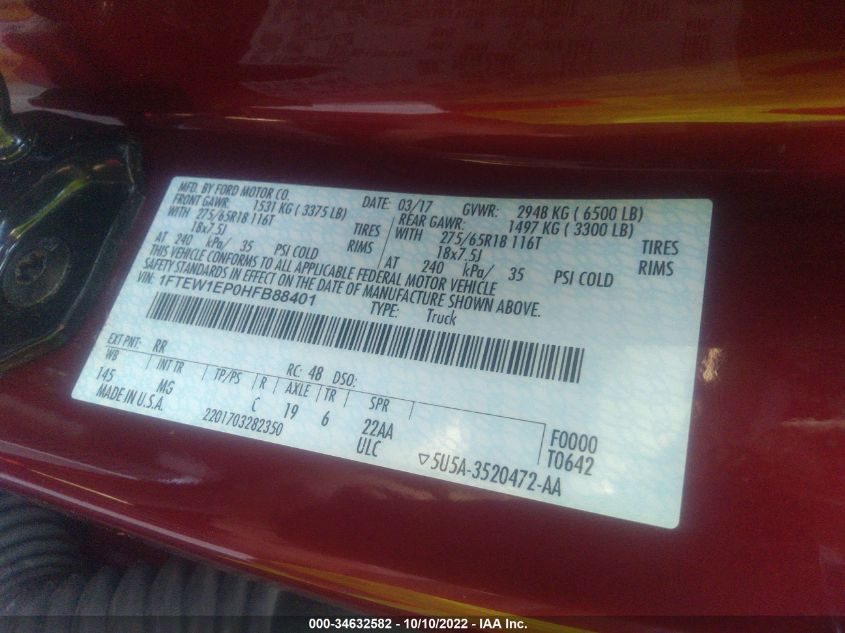 MFD. BY FORD MOTOR CO. DATE: 03/17 GVWR: 2948 KG ( 6500 LB)
FRONT GAWR: 1531 KG ( 3375 LB) REAR GAWR: 1497 KG ( 3300 LB)
WITH 275/65R18 116T TIRES WITH 275/65R18 116T TIRES
18x7.5J RIMS 18x7.5J RIMS
AT 240 kPa/ 35 PSI COLD AT 240 kPa/ 35 PSI COLD
THIS VEHICLE CONFORMS TO ALL APPLICABLE FEDERAL MOTOR VEHICLE
SAFETY STANDARDS IN EFFECT ON THE DATE OF MANUFACTURE SHOWN ABOVE.
VIN: 1FTEW1EP0HFB88401
TYPE: Truck
EXT PNT: RR RC: 48 DSO:
WB INT TR TP/PS R AXLE TR SPR
145 MG C 19 6 22AA F0000
MADE IN U.S.A. 2201703282350 ULC T0642
▽5U5A-3520472-AA
000-34632582 - 10/10/2022 - IAA Inc.